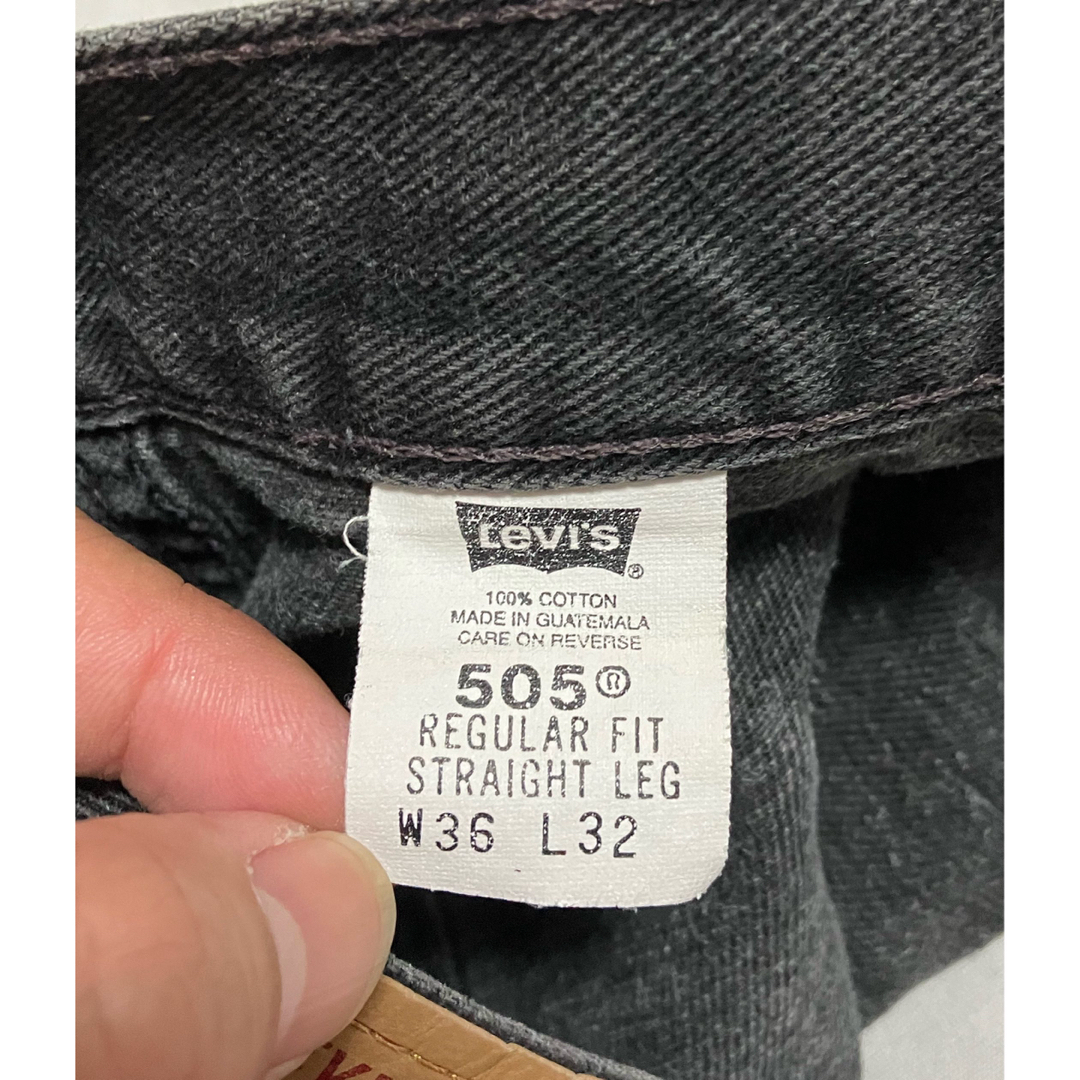 Levi's®
100% COTTON
MADE IN GUATEMALA
CARE ON REVERSE
505®
REGULAR FIT
STRAIGHT LEG
W36 L32